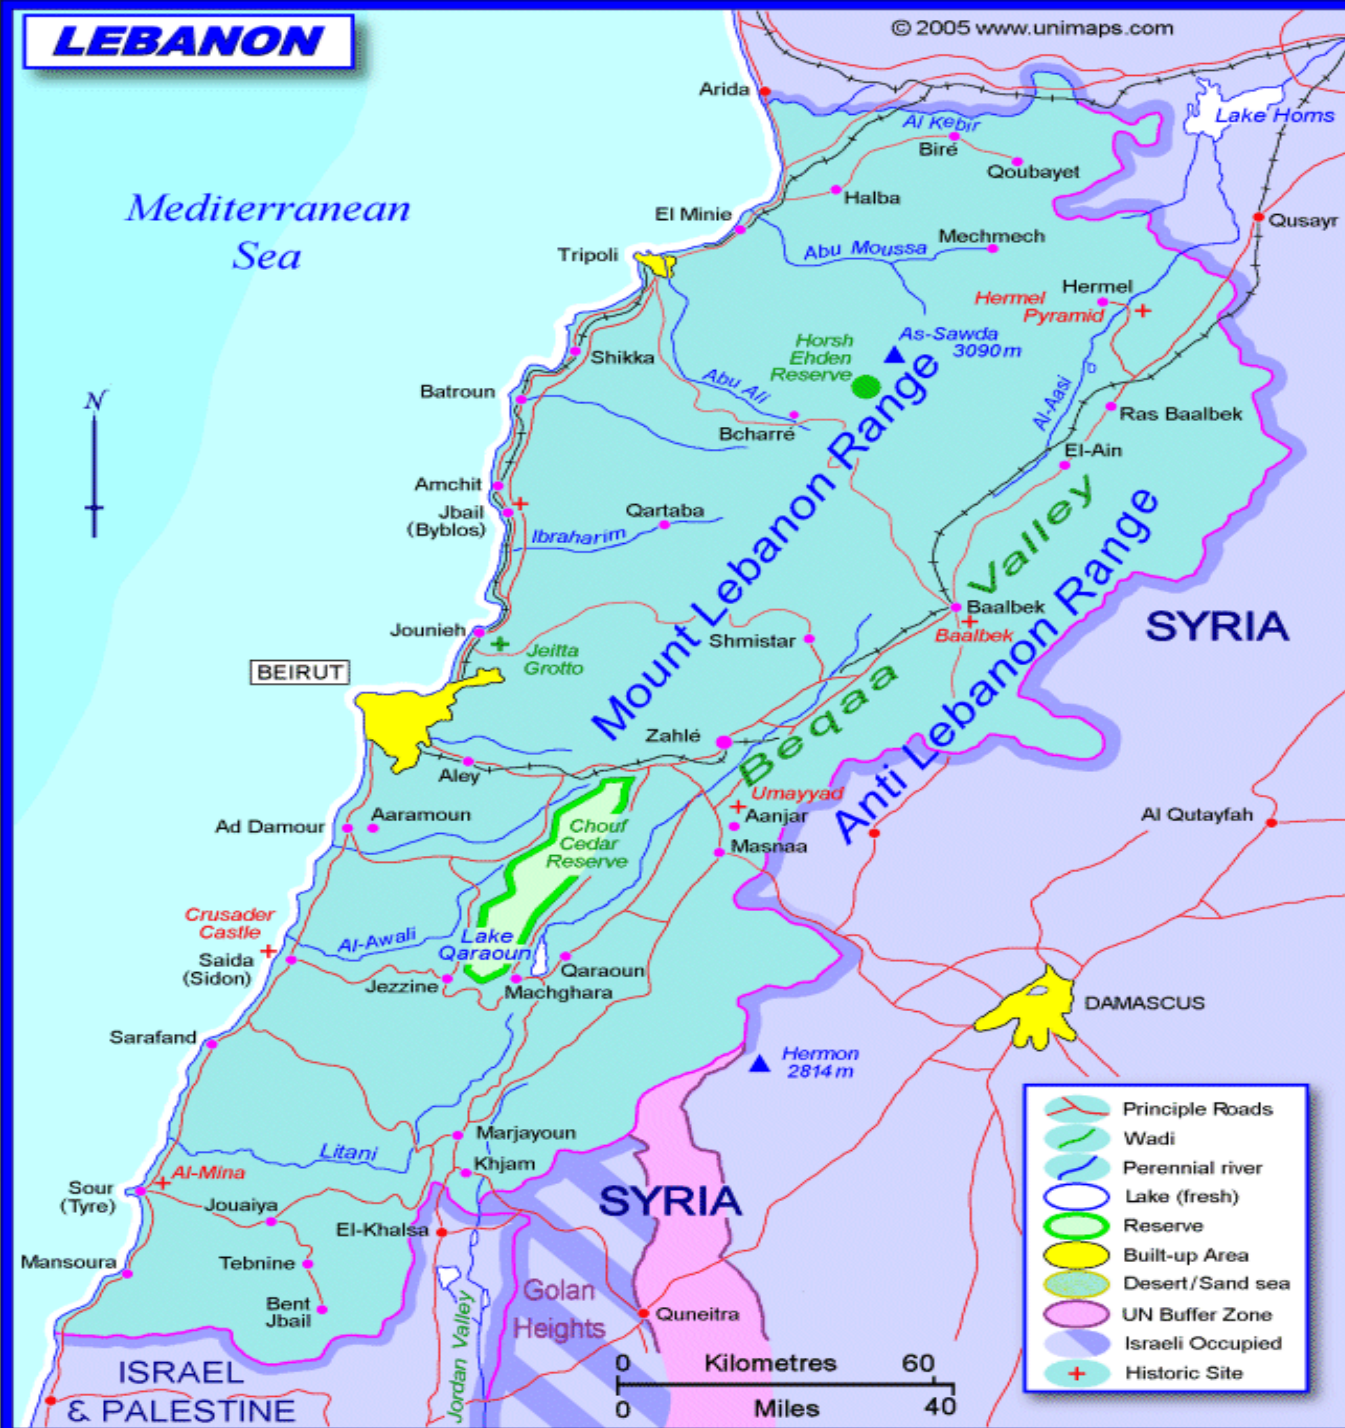 LEBANON
© 2005 www.unimaps.com
Arida
Lake Homs
Al Kebir
Biré
Qoubayet
Halba
Mediterranean
Sea
El Minie
Qusayr
Mechmech
Abu Moussa
Tripoli
Hermel
Hermel
Pyramid
As-Sawda
3090m
Horsh
Ehden
Reserve
Shikka
Abu Ali
Al-Aasi
Batroun
N
Ras Baalbek
Bcharré
El-Ain
Mount Lebanon Range
Amchit
Jbail
(Byblos)
Qartaba
Ibraharim
Beqaa Valley
Anti Lebanon Range
Baalbek
Baalbek
SYRIA
Jounieh
Jeitta
Grotto
Shmistar
BEIRUT
Zahlé
Aley
Umayyad
Aanjar
Masnaa
Al Qutayfah
Aaramoun
Ad Damour
Chouf
Cedar
Reserve
Crusader
Castle
Al-Awali
Lake
Qaraoun
Saida
(Sidon)
Qaraoun
Jezzine
Machghara
DAMASCUS
Sarafand
Hermon
2814m
Marjayoun
Litani
Khjam
Al-Mina
Sour
(Tyre)
Jouaiya
SYRIA
El-Khalsa
Mansoura
Tebnine
Bent
Jbail
Golan
Heights
Quneitra
Jordan Valley
ISRAEL
& PALESTINE
0 Kilometres 60
0 Miles 40
Principle Roads
Wadi
Perennial river
Lake (fresh)
Reserve
Built-up Area
Desert/Sand sea
UN Buffer Zone
Israeli Occupied
Historic Site